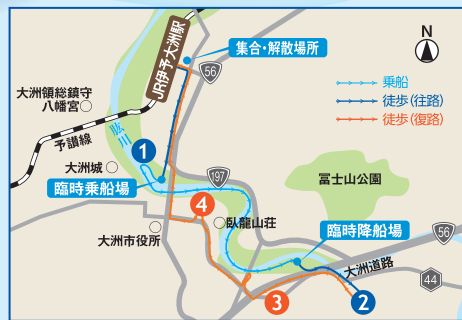 N
集合・解散場所
JR伊予大洲駅
56
乗船
徒歩(往路)
徒歩(復路)
大洲領総鎮守
八幡宮
予讃線
肱川
大洲城
1
197
冨士山公園
臨時乗船場
4
臥龍山荘
臨時降船場
56
大洲市役所
大洲道路
44
3
2